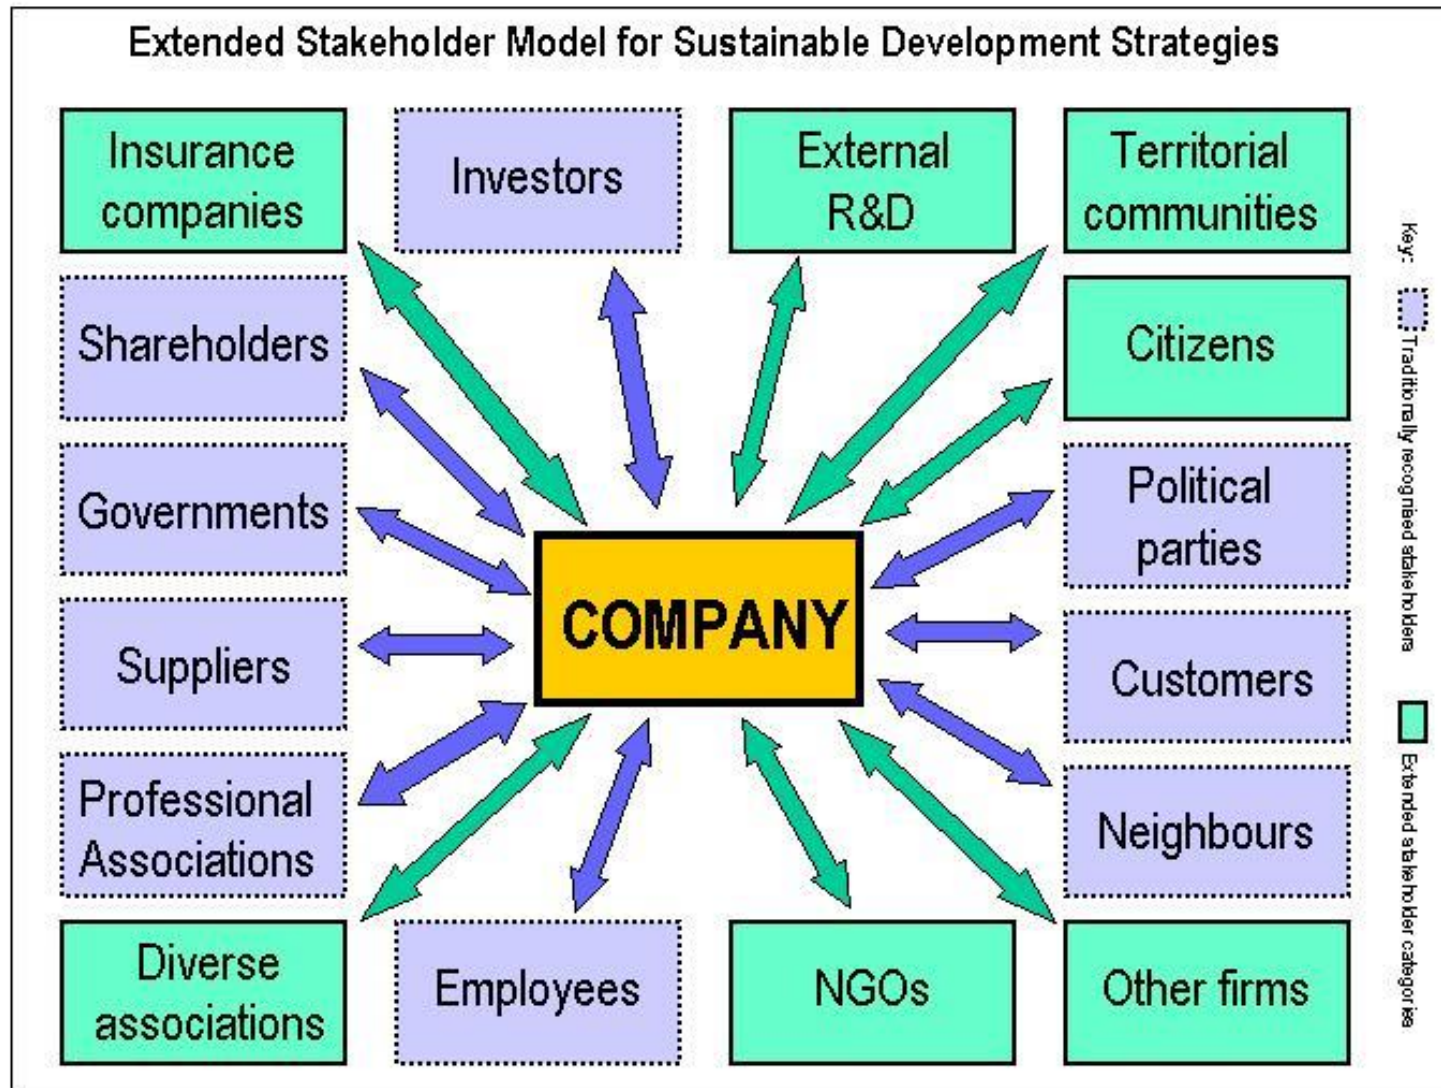 Extended Stakeholder Model for Sustainable Development Strategies
Insurance
companies
Investors
External
R&D
Territorial
communities
Shareholders
Citizens
Governments
Political
parties
COMPANY
Suppliers
Customers
Professional
Associations
Neighbours
Diverse
associations
Employees
NGOs
Other firms
Key:
Traditionally recognised stakeholders
Extended stakeholder categories